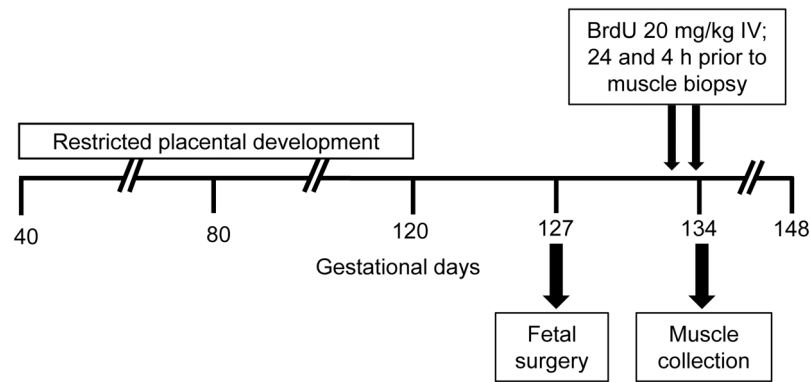 BrdU 20 mg/kg IV;
24 and 4 h prior to
muscle biopsy
Restricted placental development
40
80
120
127
134
148
Gestational days
Fetal
surgery
Muscle
collection